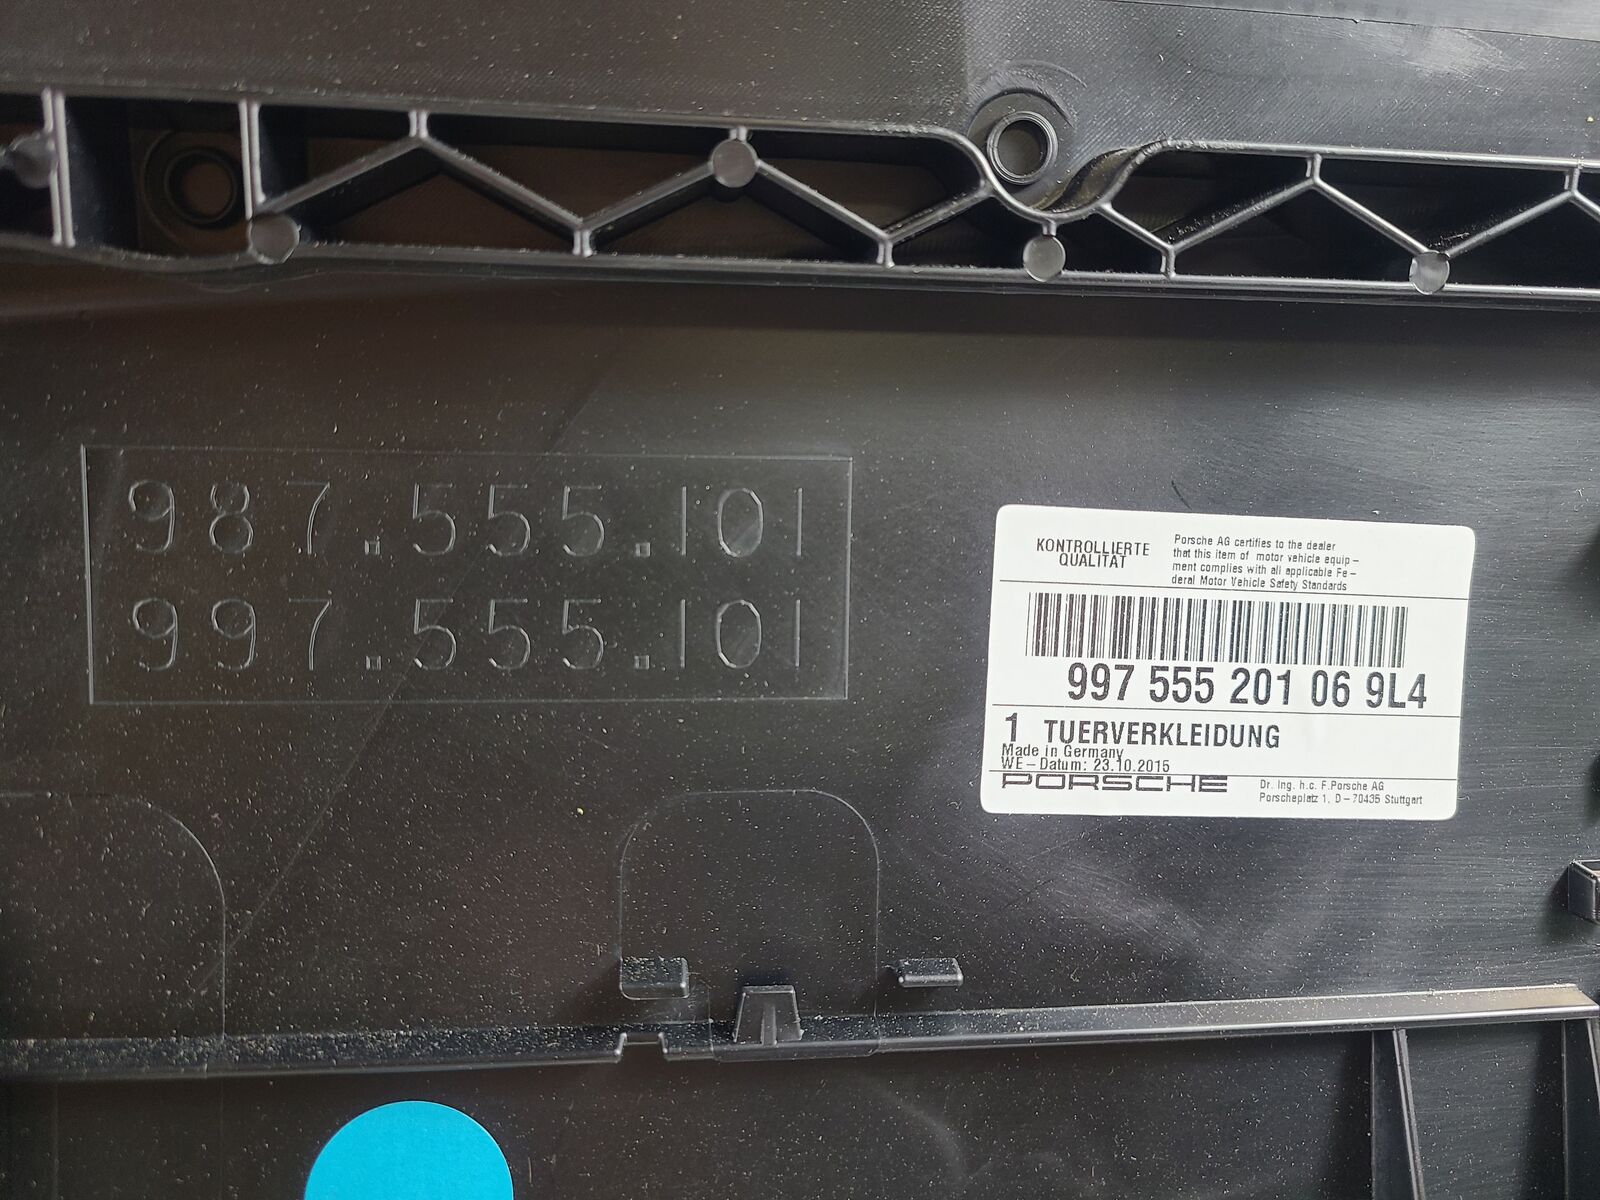 987.555.101
997.555.101
KONTROLLIERTE
QUALITÄT
Porsche AG certifies to the dealer
that this item of motor vehicle equip-
ment complies with all applicable Fe-
deral Motor Vehicle Safety Standards
997 555 201 06 9L4
1 TUERVERKLEIDUNG
Made in Germany
WE-Datum: 23.10.2015
PORSCHE
Dr. Ing. h.c. F.Porsche AG
Porscheplatz 1, D-70435 Stuttgart